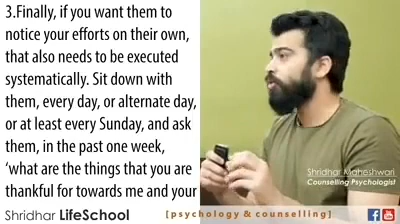 3.Finally, if you want them to
notice your efforts on their own,
that also needs to be executed
systematically. Sit down with
them, every day, or alternate day,
or at least every Sunday, and ask
them, in the past one week,
‘what are the things that you are
thankful for towards me and your
Shridhar Maheshwari
Counselling Psychologist
Shridhar LifeSchool
[psychology & counselling]
f
You
Tube